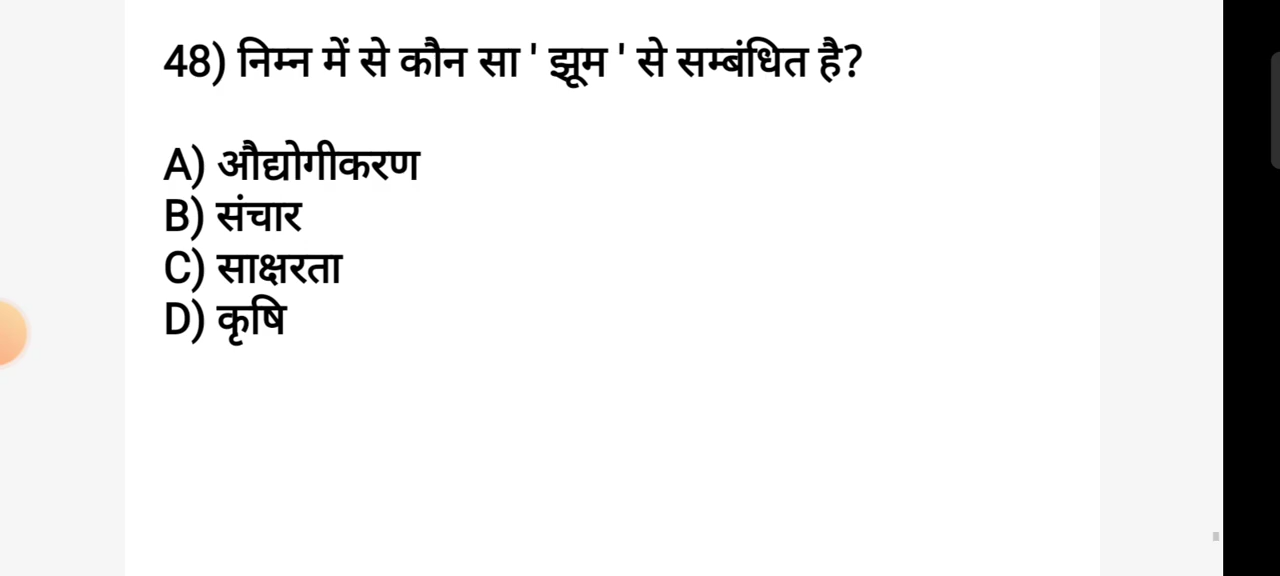 48) निम्न में से कौन सा ' झूम ' से सम्बंधित है?
A) औद्योगीकरण
B) संचार
C) साक्षरता
D) कृषि